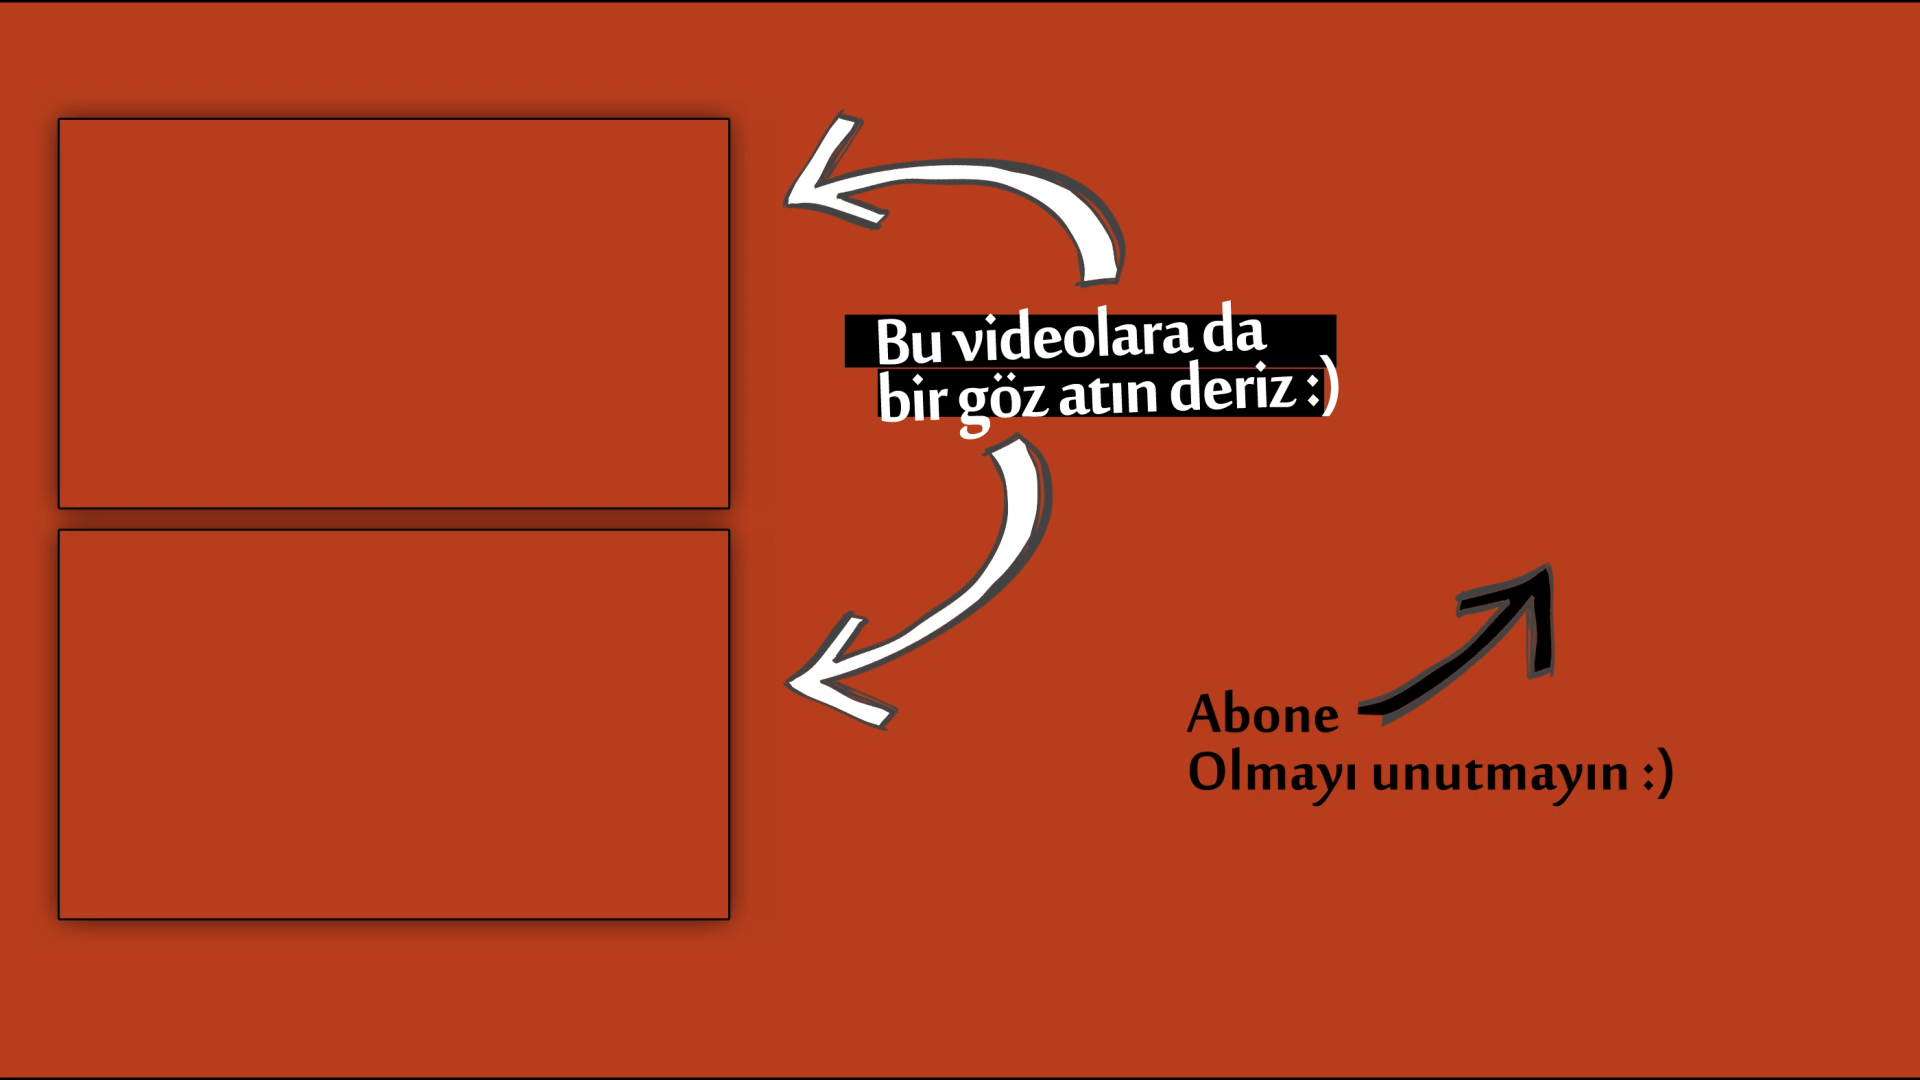 Bu videolara da
bir göz atın deriz :)
Abone
Olmayı unutmayın :)